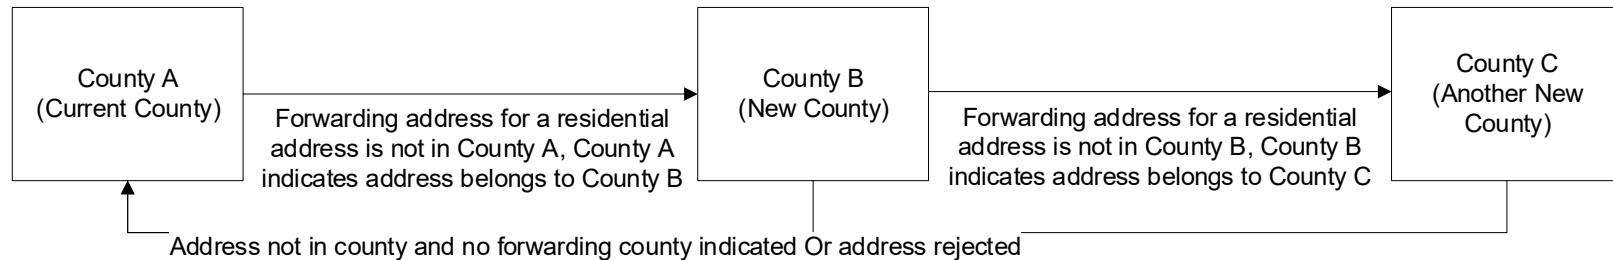 County A
(Current County)
Forwarding address for a residential
address is not in County A, County A
indicates address belongs to County B
County B
(New County)
Forwarding address for a residential
address is not in County B, County B
indicates address belongs to County C
County C
(Another New
County)
Address not in county and no forwarding county indicated Or address rejected